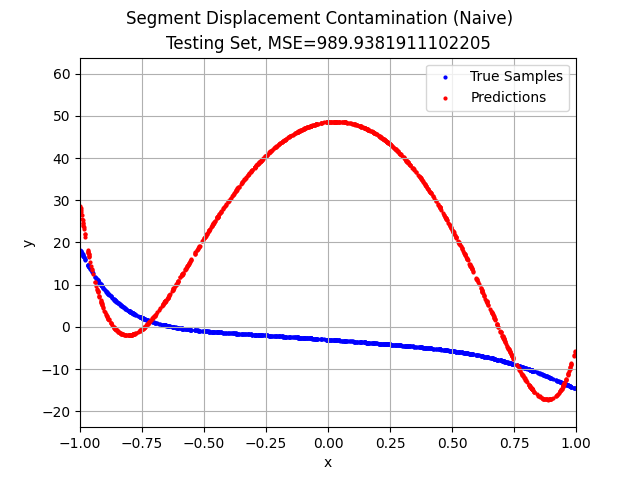 Segment Displacement Contamination (Naive)
Testing Set, MSE=989.9381911102205
True Samples
Predictions
60
50
40
30
20
10
0
−10
−20
y
−1.00 −0.75 −0.50 −0.25 0.00 0.25 0.50 0.75 1.00
x